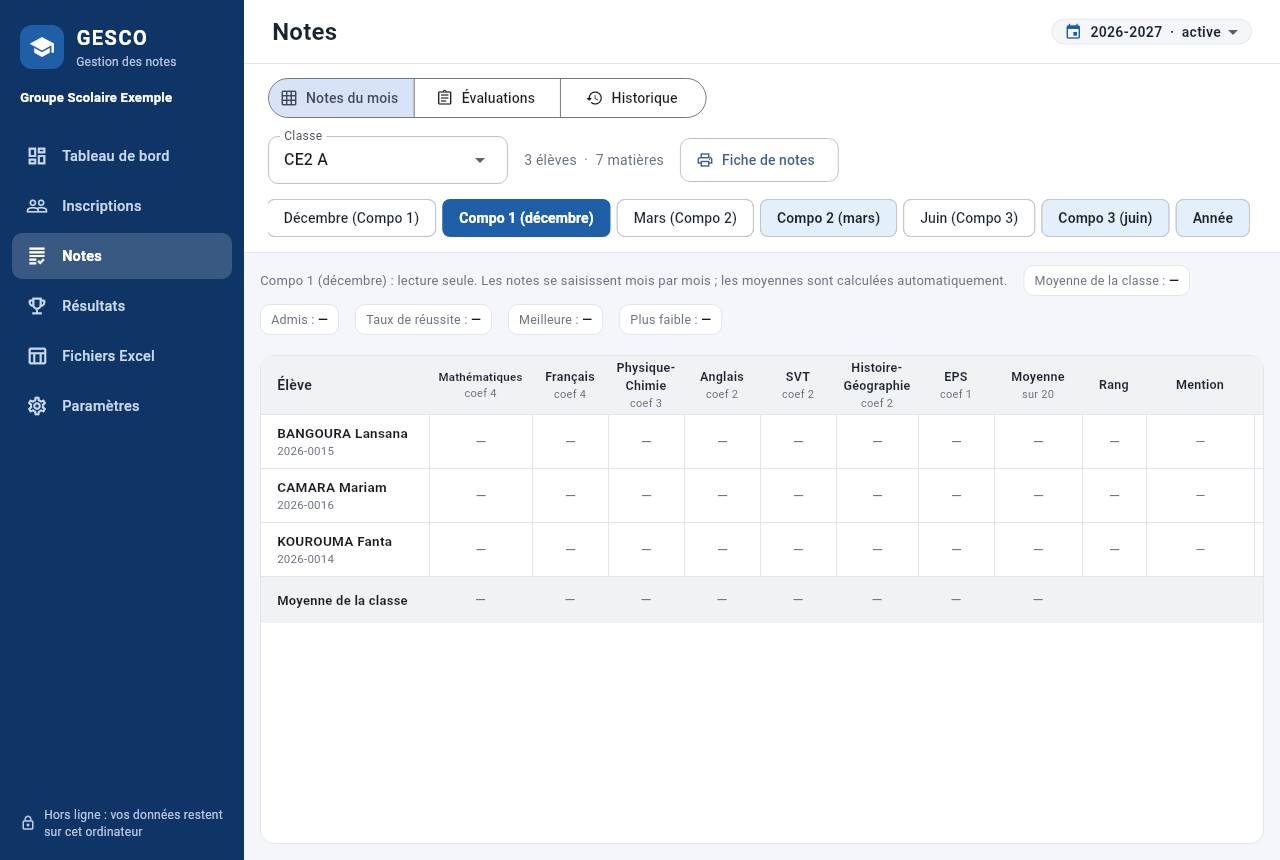 GESCO
Gestion des notes
Groupe Scolaire Exemple
Tableau de bord
Inscriptions
Notes
Résultats
Fichiers Excel
Paramètres
Hors ligne : vos données restent
sur cet ordinateur
Notes
2026-2027 · active
Notes du mois
Évaluations
Historique
Classe
CE2 A
3 élèves · 7 matières
Fiche de notes
Décembre (Compo 1)
Compo 1 (décembre)
Mars (Compo 2)
Compo 2 (mars)
Juin (Compo 3)
Compo 3 (juin)
Année
Compo 1 (décembre) : lecture seule. Les notes se saisissent mois par mois ; les moyennes sont calculées automatiquement.
Moyenne de la classe : —
Admis : —
Taux de réussite : —
Meilleure : —
Plus faible : —
Élève
Mathématiques
coef 4
Français
coef 4
Physique-
Chimie
coef 3
Anglais
coef 2
SVT
coef 2
Histoire-
Géographie
coef 2
EPS
coef 1
Moyenne
sur 20
Rang
Mention
BANGOURA Lansana
2026-0015
— — — — — — — — — —
CAMARA Mariam
2026-0016
— — — — — — — — — —
KOUROUMA Fanta
2026-0014
— — — — — — — — — —
Moyenne de la classe
— — — — — — — —